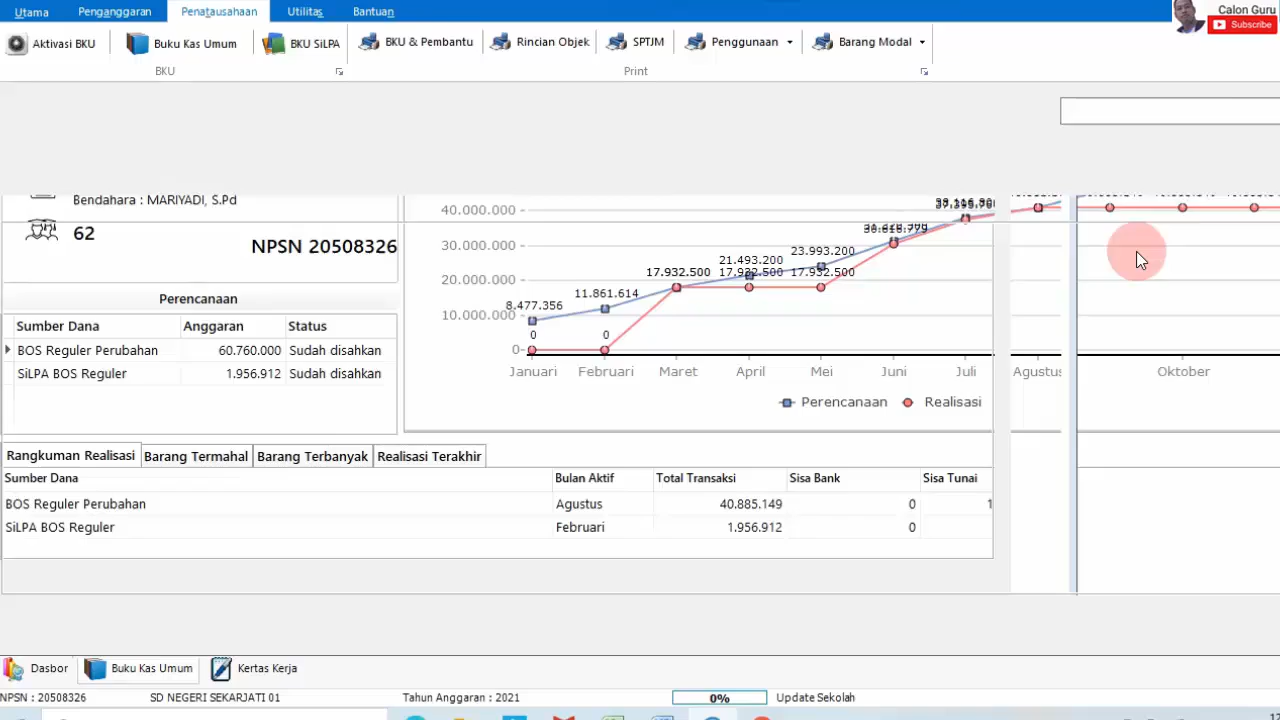 Utama Penganggaran Penatausahaan Utilitas Bantuan
Calon Guru
Subscribe
Aktivasi BKU Buku Kas Umum BKU SiLPA BKU & Pembantu Rincian Objek SPTJM Penggunaan Barang Modal
BKU Print
Bendahara : MARIYADI, S.Pd
62
NPSN 20508326
Perencanaan
Sumber Dana Anggaran Status
BOS Reguler Perubahan 60.760.000 Sudah disahkan
SiLPA BOS Reguler 1.956.912 Sudah disahkan
40.000.000
30.000.000
20.000.000
10.000.000
0
8.477.356 11.861.614 17.932.500 21.493.200 23.993.200
0 0 17.932.500 17.932.500
Januari Februari Maret April Mei Juni Juli Agustus Oktober
Perencanaan Realisasi
Rangkuman Realisasi Barang Termahal Barang Terbanyak Realisasi Terakhir
Sumber Dana Bulan Aktif Total Transaksi Sisa Bank Sisa Tunai
BOS Reguler Perubahan Agustus 40.885.149 0 1
SiLPA BOS Reguler Februari 1.956.912 0
Dasbor Buku Kas Umum Kertas Kerja
NPSN : 20508326 SD NEGERI SEKARJATI 01 Tahun Anggaran : 2021 0% Update Sekolah